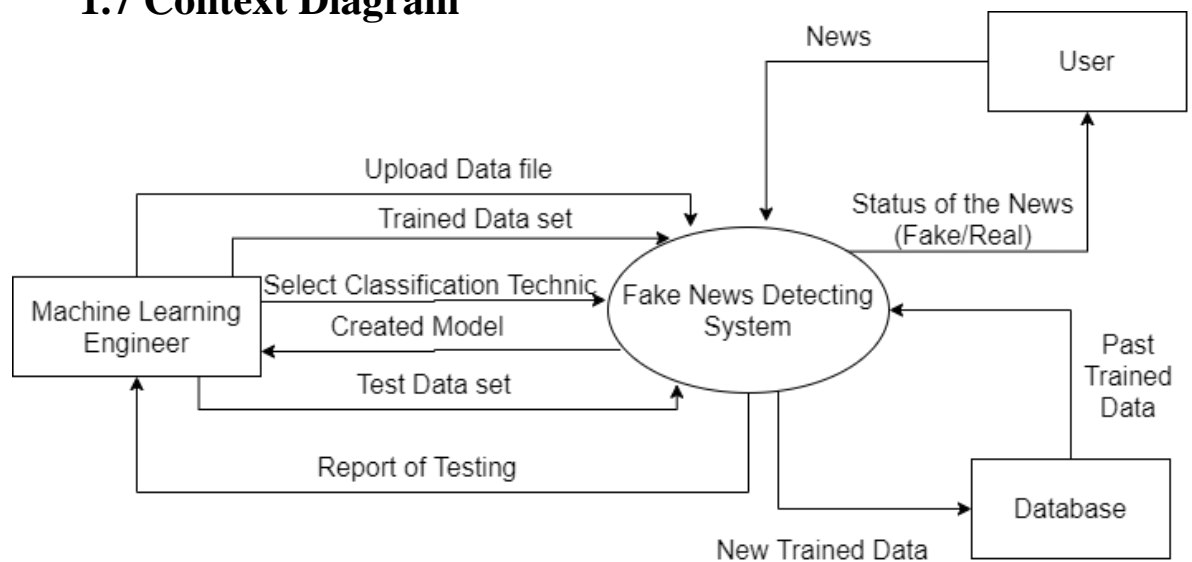 1.7 Context Diagram
News
User
Upload Data file
Trained Data set
Status of the News
(Fake/Real)
Select Classification Technic
Machine Learning
Engineer
Fake News Detecting
System
Created Model
Past
Trained
Data
Test Data set
Report of Testing
Database
New Trained Data